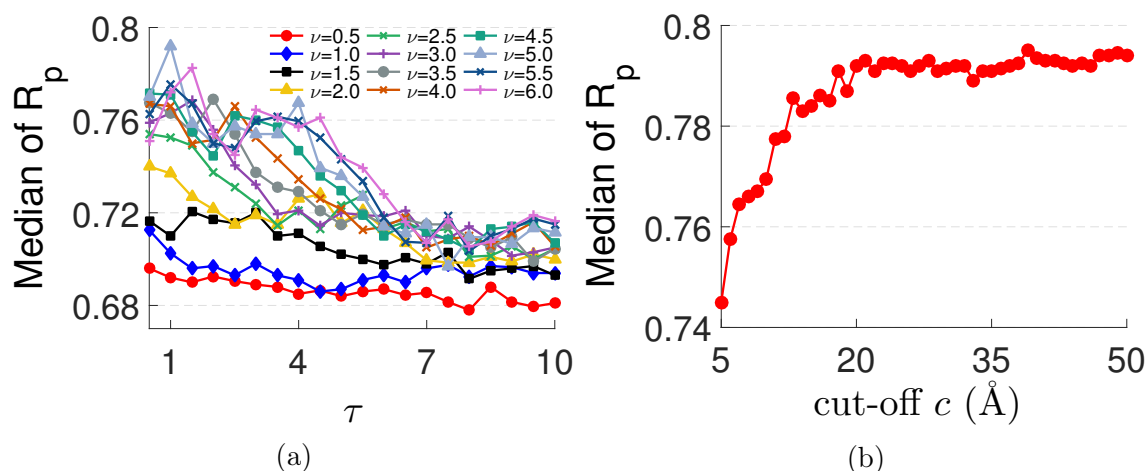 0.8
0.76
0.72
0.68
Median of R_p
ν=0.5 ν=2.5 ν=4.5
ν=1.0 ν=3.0 ν=5.0
ν=1.5 ν=3.5 ν=5.5
ν=2.0 ν=4.0 ν=6.0
1 4 7 10
τ
(a)
0.8
0.78
0.76
0.74
Median of R_p
5 20 35 50
cut-off c (Å)
(b)